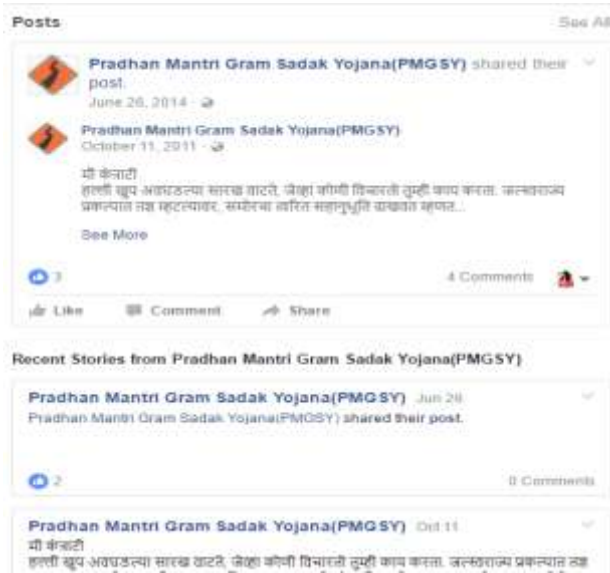 Posts See All
Pradhan Mantri Gram Sadak Yojana(PMGSY) shared their
post.
June 26, 2014
Pradhan Mantri Gram Sadak Yojana(PMGSY)
October 11, 2011
मी कंत्राटी
हल्ली खूप अवघडल्या सारख वाटते, जेव्हा कोणी विचारतो तुम्ही काय करता. जलस्वराज्य
प्रकल्पात तज्ञ म्हटल्यावर, समोरचा त्वरित सहानुभूति दाखवत म्हणत...
See More
3 4 Comments
Like Comment Share
Recent Stories from Pradhan Mantri Gram Sadak Yojana(PMGSY)
Pradhan Mantri Gram Sadak Yojana(PMGSY) Jun 26
Pradhan Mantri Gram Sadak Yojana(PMGSY) shared their post.
2 0 Comments
Pradhan Mantri Gram Sadak Yojana(PMGSY) Oct 11
मी कंत्राटी
हल्ली खूप अवघडल्या सारख वाटते, जेव्हा कोणी विचारतो तुम्ही काय करता. जलस्वराज्य प्रकल्पात तज्ञ